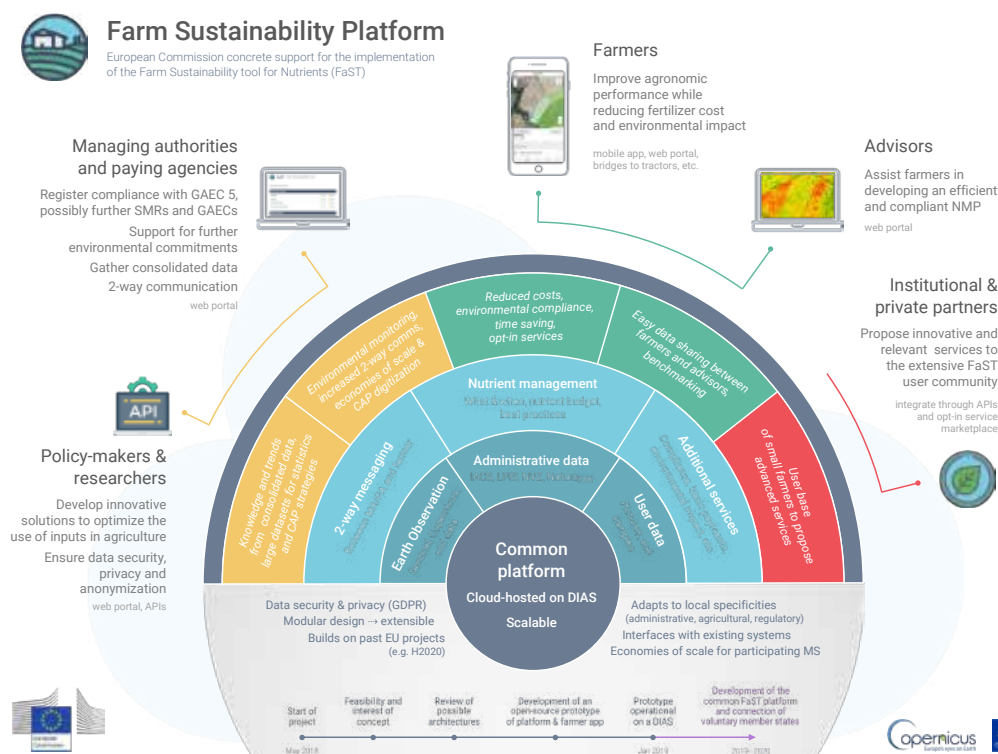 Farm Sustainability Platform
European Commission concrete support for the implementation
of the Farm Sustainability tool for Nutrients (FaST)
Farmers
Improve agronomic
performance while
reducing fertilizer cost
and environmental impact
mobile app, web portal,
bridges to tractors, etc.
Managing authorities
and paying agencies
Register compliance with GAEC 5,
possibly further SMRs and GAECs
Support for further
environmental commitments
Gather consolidated data
2-way communication
web portal
Advisors
Assist farmers in
developing an efficient
and compliant NMP
web portal
Institutional &
private partners
Propose innovative and
relevant services to
the extensive FaST
user community
integrate through APIs
and opt-in service
marketplace
API
Policy-makers &
researchers
Develop innovative
solutions to optimize the
use of inputs in agriculture
Ensure data security,
privacy and
anonymization
web portal, APIs
Knowledge and trends
from consolidated data,
large datasets for statistics
and CAP strategies
Environmental monitoring,
increased 2-way comms,
economies of scale &
CAP digitization
Reduced costs,
environmental compliance,
time saving,
opt-in services
Easy data sharing between
farmers and advisors,
benchmarking
User base
of small farmers to propose
advanced services
2-way messaging
Nutrient management
Additional services
Earth Observation
Administrative data
User data
Common
platform
Cloud-hosted on DIAS
Scalable
Data security & privacy (GDPR)
Modular design → extensible
Builds on past EU projects
(e.g. H2020)
Adapts to local specificities
(administrative, agricultural, regulatory)
Interfaces with existing systems
Economies of scale for participating MS
Start of
project
Feasibility and
interest of
concept
Review of
possible
architectures
Development of an
open-source prototype
of platform & farmer app
Prototype
operational
on a DIAS
Development of the
common FaST platform
and connection of
voluntary member states
May 2018
Jan 2019
2019-2020
opernicus
Europe's eyes on Earth